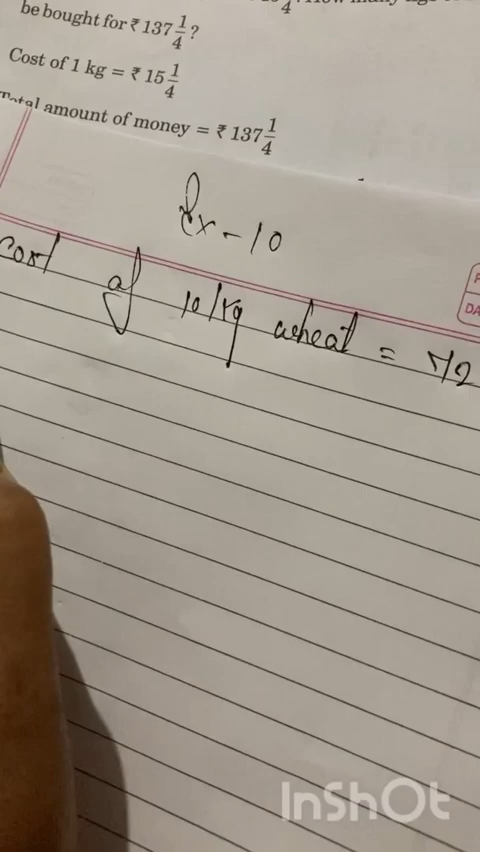 be bought for ₹ 137 1/4 ?
Cost of 1 kg = ₹ 15 1/4
Total amount of money = ₹ 137 1/4
Ex - 10
cost of 10/kg wheat =
DA
InShOt